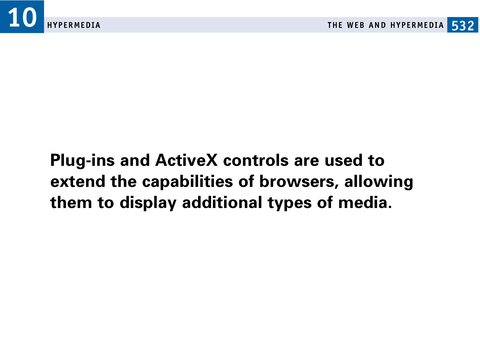 10 HYPERMEDIA THE WEB AND HYPERMEDIA 532
Plug-ins and ActiveX controls are used to
extend the capabilities of browsers, allowing
them to display additional types of media.